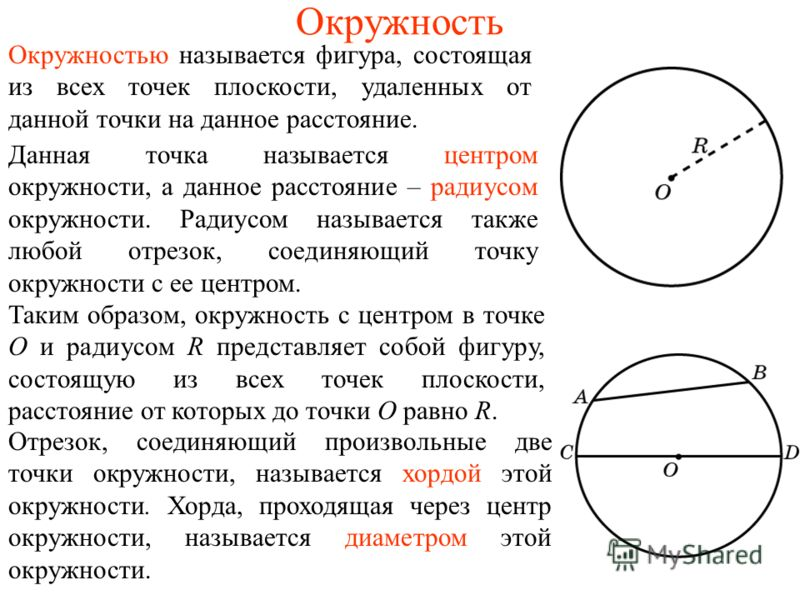 Окружность
Окружностью называется фигура, состоящая
из всех точек плоскости, удаленных от
данной точки на данное расстояние.
Данная точка называется центром
окружности, а данное расстояние – радиусом
окружности. Радиусом называется также
любой отрезок, соединяющий точку
окружности с ее центром.
Таким образом, окружность с центром в точке
O и радиусом R представляет собой фигуру,
состоящую из всех точек плоскости,
расстояние от которых до точки O равно R.
Отрезок, соединяющий произвольные две
точки окружности, называется хордой этой
окружности. Хорда, проходящая через центр
окружности, называется диаметром этой
окружности.
R
O
A
B
C
D
O
MyShared